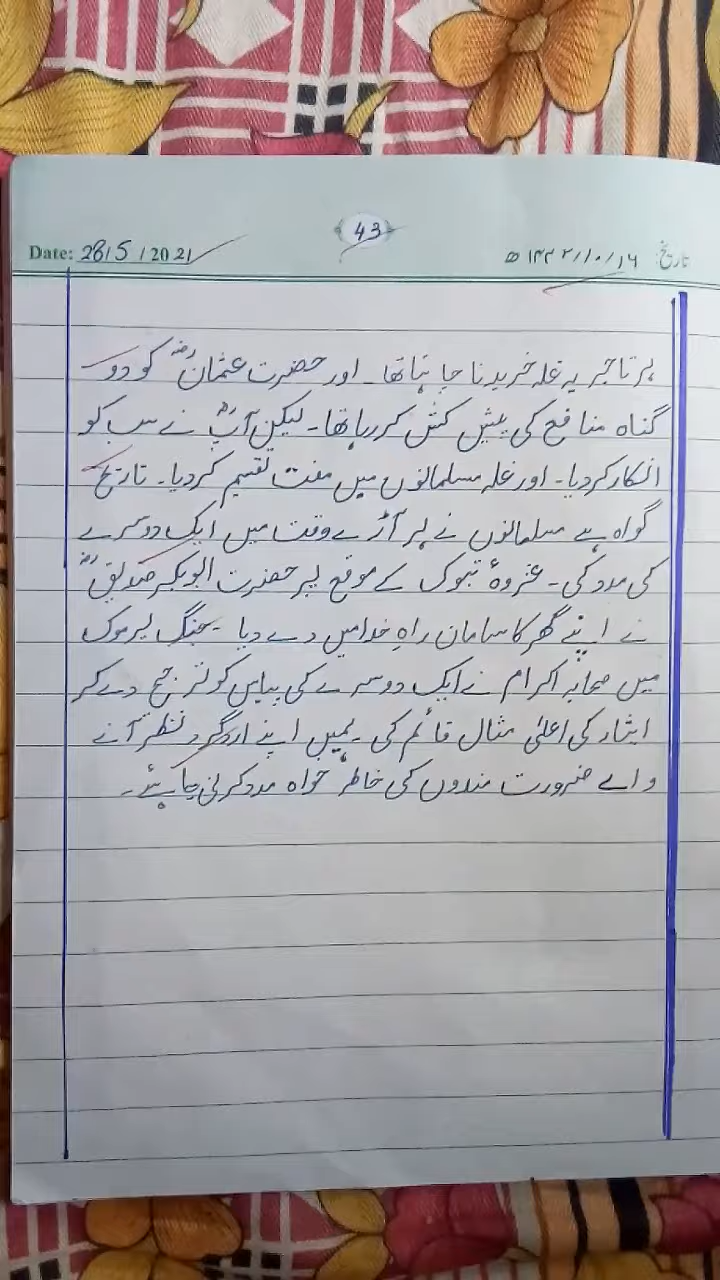 43
Date: 28/5/2021
تاریخ: ۱۴۴۲/۱۰/۱۶ ھ
ہر تاجر یہ غلہ خریدنا چاہتا تھا۔ اور حضرت عثمانؓ کو دو
گناہ منافع کی پیش کش کر رہا تھا۔ لیکن آپؓ نے سب کو
انکار کر دیا۔ اور غلہ مسلمانوں میں مفت تقسیم کر دیا۔ تاریخ
گواہ ہے مسلمانوں نے ہر آڑے وقت میں ایک دوسرے
کی مدد کی۔ غزوۂ تبوک کے موقع پر حضرت ابوبکر صدیقؓ
نے اپنے گھر کا سامان راہِ خدا میں دے دیا۔ جنگ یرموک
میں صحابہ اکرام نے ایک دوسرے کی پیاس کو ترجیح دے کر
ایثار کی اعلیٰ مثال قائم کی۔ ہمیں اپنے اردگرد نظر آنے
والے ضرورت مندوں کی خاطر خواہ مدد کرنی چاہئے۔